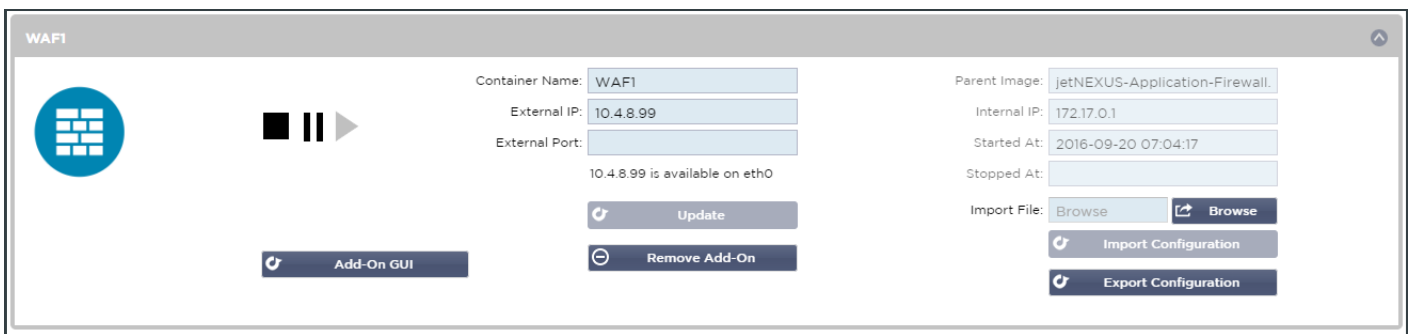 WAF1
Container Name: WAF1
External IP: 10.4.8.99
External Port:
10.4.8.99 is available on eth0
Update
Remove Add-On
Add-On GUI
Parent Image: jetNEXUS-Application-Firewall.
Internal IP: 172.17.0.1
Started At: 2016-09-20 07:04:17
Stopped At:
Import File: Browse Browse
Import Configuration
Export Configuration